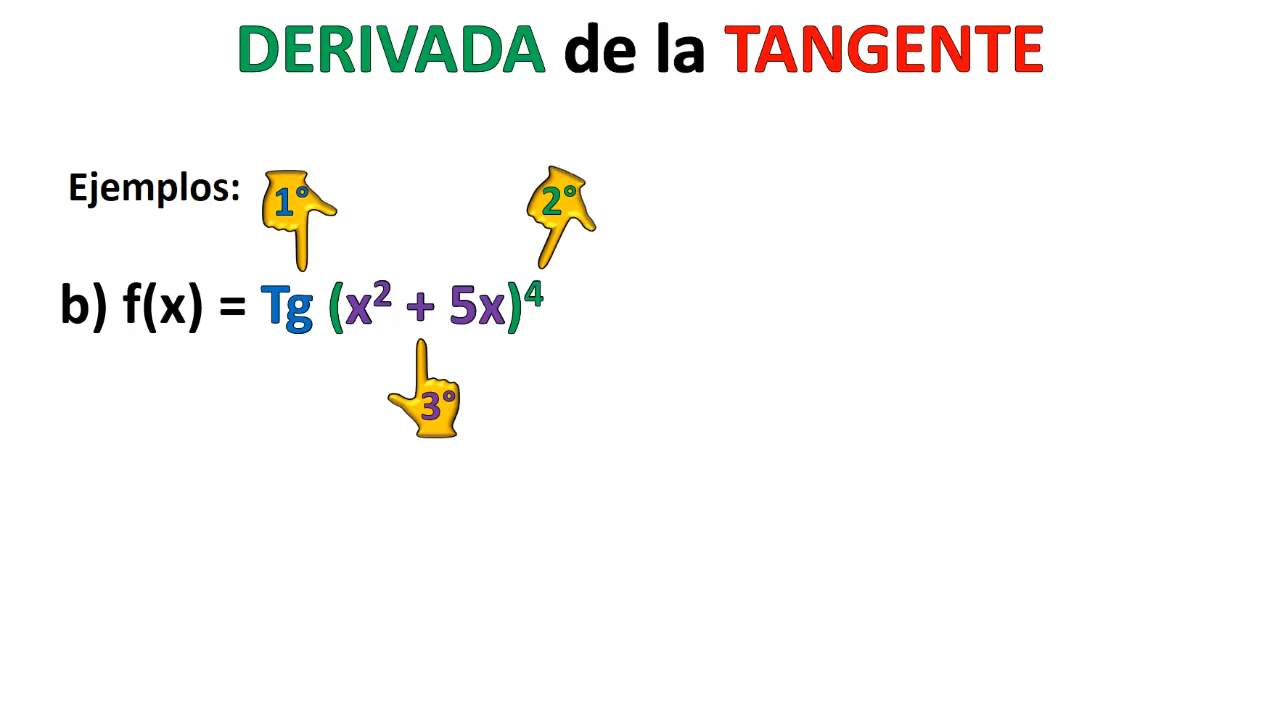 DERIVADA de la TANGENTE
Ejemplos: 1° 2°
b) f(x) = Tg (x² + 5x)⁴
3°